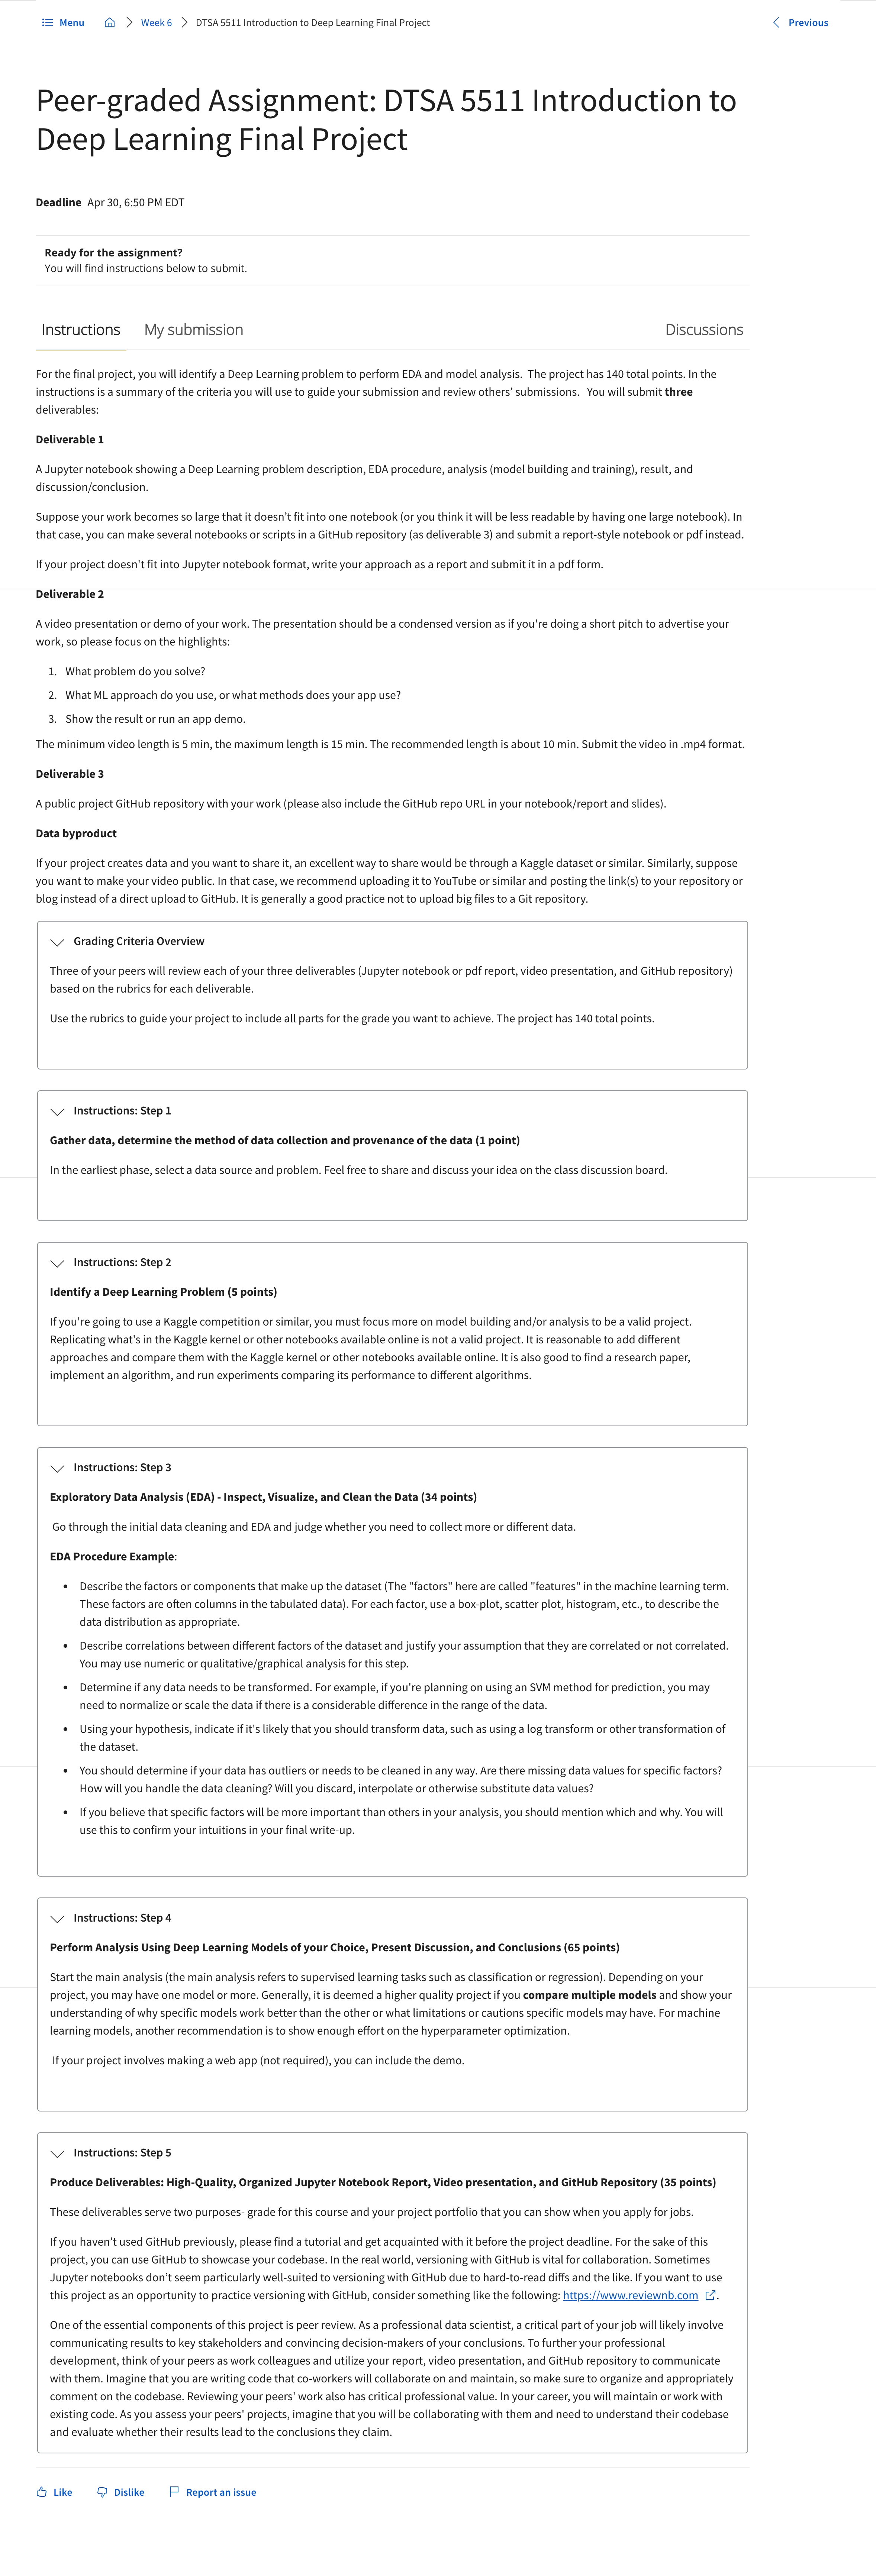 Menu
Week 6
DTSA 5511 Introduction to Deep Learning Final Project
Previous
Peer-graded Assignment: DTSA 5511 Introduction to
Deep Learning Final Project
Deadline Apr 30, 6:50 PM EDT
Ready for the assignment?
You will find instructions below to submit.
Instructions
My submission
Discussions
For the final project, you will identify a Deep Learning problem to perform EDA and model analysis. The project has 140 total points. In the
instructions is a summary of the criteria you will use to guide your submission and review others' submissions. You will submit three
deliverables:
Deliverable 1
A Jupyter notebook showing a Deep Learning problem description, EDA procedure, analysis (model building and training), result, and
discussion/conclusion.
Suppose your work becomes so large that it doesn't fit into one notebook (or you think it will be less readable by having one large notebook). In
that case, you can make several notebooks or scripts in a GitHub repository (as deliverable 3) and submit a report-style notebook or pdf instead.
If your project doesn't fit into Jupyter notebook format, write your approach as a report and submit it in a pdf form.
Deliverable 2
A video presentation or demo of your work. The presentation should be a condensed version as if you're doing a short pitch to advertise your
work, so please focus on the highlights:
1. What problem do you solve?
2. What ML approach do you use, or what methods does your app use?
3. Show the result or run an app demo.
The minimum video length is 5 min, the maximum length is 15 min. The recommended length is about 10 min. Submit the video in .mp4 format.
Deliverable 3
A public project GitHub repository with your work (please also include the GitHub repo URL in your notebook/report and slides).
Data byproduct
If your project creates data and you want to share it, an excellent way to share would be through a Kaggle dataset or similar. Similarly, suppose
you want to make your video public. In that case, we recommend uploading it to YouTube or similar and posting the link(s) to your repository or
blog instead of a direct upload to GitHub. It is generally a good practice not to upload big files to a Git repository.
Grading Criteria Overview
Three of your peers will review each of your three deliverables (Jupyter notebook or pdf report, video presentation, and GitHub repository)
based on the rubrics for each deliverable.
Use the rubrics to guide your project to include all parts for the grade you want to achieve. The project has 140 total points.
Instructions: Step 1
Gather data, determine the method of data collection and provenance of the data (1 point)
In the earliest phase, select a data source and problem. Feel free to share and discuss your idea on the class discussion board.
Instructions: Step 2
Identify a Deep Learning Problem (5 points)
If you're going to use a Kaggle competition or similar, you must focus more on model building and/or analysis to be a valid project.
Replicating what's in the Kaggle kernel or other notebooks available online is not a valid project. It is reasonable to add different
approaches and compare them with the Kaggle kernel or other notebooks available online. It is also good to find a research paper,
implement an algorithm, and run experiments comparing its performance to different algorithms.
Instructions: Step 3
Exploratory Data Analysis (EDA) - Inspect, Visualize, and Clean the Data (34 points)
Go through the initial data cleaning and EDA and judge whether you need to collect more or different data.
EDA Procedure Example:
• Describe the factors or components that make up the dataset (The "factors" here are called "features" in the machine learning term.
These factors are often columns in the tabulated data). For each factor, use a box-plot, scatter plot, histogram, etc., to describe the
data distribution as appropriate.
• Describe correlations between different factors of the dataset and justify your assumption that they are correlated or not correlated.
You may use numeric or qualitative/graphical analysis for this step.
• Determine if any data needs to be transformed. For example, if you're planning on using an SVM method for prediction, you may
need to normalize or scale the data if there is a considerable difference in the range of the data.
• Using your hypothesis, indicate if it's likely that you should transform data, such as using a log transform or other transformation of
the dataset.
• You should determine if your data has outliers or needs to be cleaned in any way. Are there missing data values for specific factors?
How will you handle the data cleaning? Will you discard, interpolate or otherwise substitute data values?
• If you believe that specific factors will be more important than others in your analysis, you should mention which and why. You will
use this to confirm your intuitions in your final write-up.
Instructions: Step 4
Perform Analysis Using Deep Learning Models of your Choice, Present Discussion, and Conclusions (65 points)
Start the main analysis (the main analysis refers to supervised learning tasks such as classification or regression). Depending on your
project, you may have one model or more. Generally, it is deemed a higher quality project if you compare multiple models and show your
understanding of why specific models work better than the other or what limitations or cautions specific models may have. For machine
learning models, another recommendation is to show enough effort on the hyperparameter optimization.
If your project involves making a web app (not required), you can include the demo.
Instructions: Step 5
Produce Deliverables: High-Quality, Organized Jupyter Notebook Report, Video presentation, and GitHub Repository (35 points)
These deliverables serve two purposes- grade for this course and your project portfolio that you can show when you apply for jobs.
If you haven't used GitHub previously, please find a tutorial and get acquainted with it before the project deadline. For the sake of this
project, you can use GitHub to showcase your codebase. In the real world, versioning with GitHub is vital for collaboration. Sometimes
Jupyter notebooks don't seem particularly well-suited to versioning with GitHub due to hard-to-read diffs and the like. If you want to use
this project as an opportunity to practice versioning with GitHub, consider something like the following: https://www.reviewnb.com .
One of the essential components of this project is peer review. As a professional data scientist, a critical part of your job will likely involve
communicating results to key stakeholders and convincing decision-makers of your conclusions. To further your professional
development, think of your peers as work colleagues and utilize your report, video presentation, and GitHub repository to communicate
with them. Imagine that you are writing code that co-workers will collaborate on and maintain, so make sure to organize and appropriately
comment on the codebase. Reviewing your peers' work also has critical professional value. In your career, you will maintain or work with
existing code. As you assess your peers' projects, imagine that you will be collaborating with them and need to understand their codebase
and evaluate whether their results lead to the conclusions they claim.
Like
Dislike
Report an issue